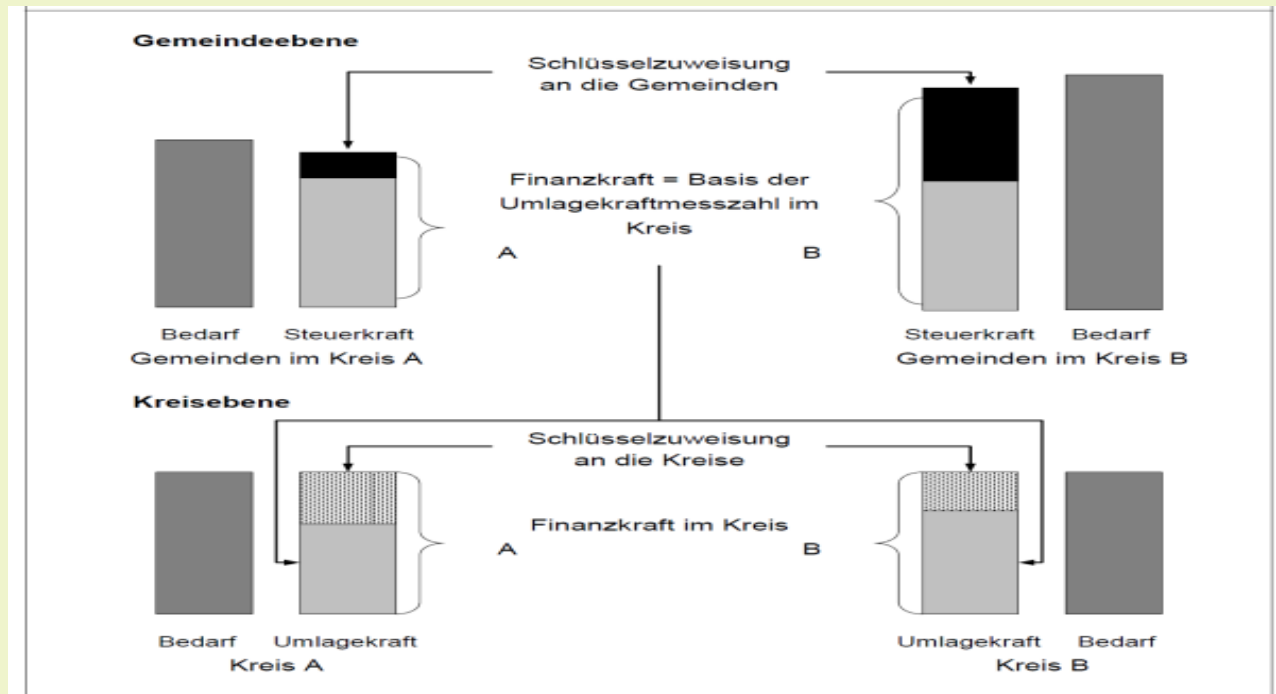 Gemeindeebene
Schlüsselzuweisung
an die Gemeinden
Finanzkraft = Basis der
Umlagekraftmesszahl im
Kreis
A B
Bedarf Steuerkraft
Gemeinden im Kreis A
Steuerkraft Bedarf
Gemeinden im Kreis B
Kreisebene
Schlüsselzuweisung
an die Kreise
Finanzkraft im Kreis
A B
Bedarf Umlagekraft
Kreis A
Umlagekraft Bedarf
Kreis B